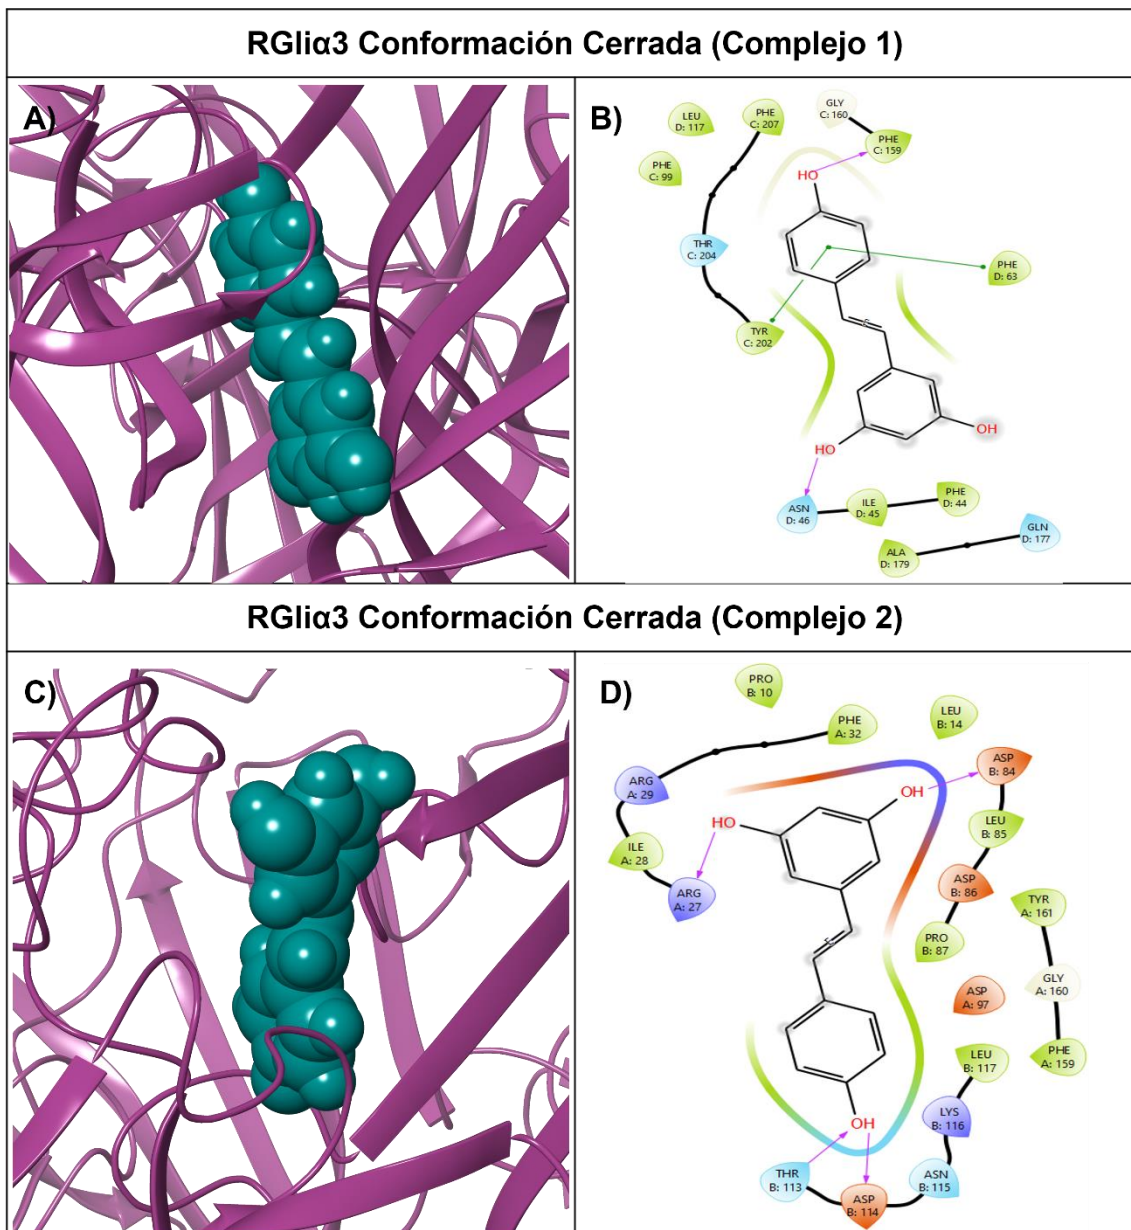 RGliα3 Conformación Cerrada (Complejo 1)
A)
B)
LEU
D: 117
PHE
C: 207
GLY
C: 160
PHE
C: 159
PHE
C: 99
HO
THR
C: 204
PHE
D: 63
TYR
C: 202
E
OH
HO
ASN
D: 46
ILE
D: 45
PHE
D: 44
GLN
D: 177
ALA
D: 179
RGliα3 Conformación Cerrada (Complejo 2)
C)
D)
PRO
B: 10
PHE
A: 32
LEU
B: 14
ASP
B: 84
ARG
A: 29
OH
HO
LEU
B: 85
ILE
A: 28
ARG
A: 27
ASP
B: 86
TYR
A: 161
PRO
B: 87
E
GLY
A: 160
ASP
A: 97
PHE
A: 159
LEU
B: 117
LYS
B: 116
OH
THR
B: 113
ASP
B: 114
ASN
B: 115